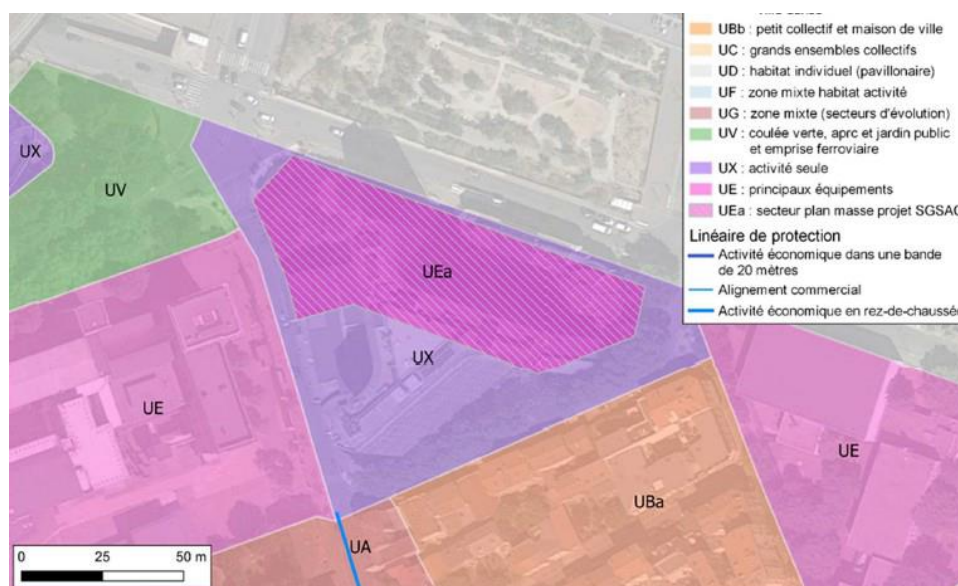 UBb : petit collectif et maison de ville
UC : grands ensembles collectifs
UD : habitat individuel (pavillonaire)
UF : zone mixte habitat activité
UG : zone mixte (secteurs d'évolution)
UV : coulée verte, aprc et jardin public
et emprise ferroviaire
UX : activité seule
UE : principaux équipements
UEa : secteur plan masse projet SGSAC
Linéaire de protection
Activité économique dans une bande
de 20 mètres
Alignement commercial
Activité économique en rez-de-chaussée
UX
UV
UEa
UX
UE
UE
UBa
UA
0 25 50 m